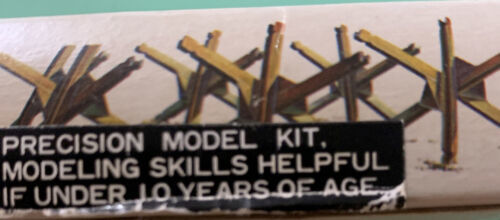 PRECISION MODEL KIT.
MODELING SKILLS HELPFUL
IF UNDER 10 YEARS OF AGE